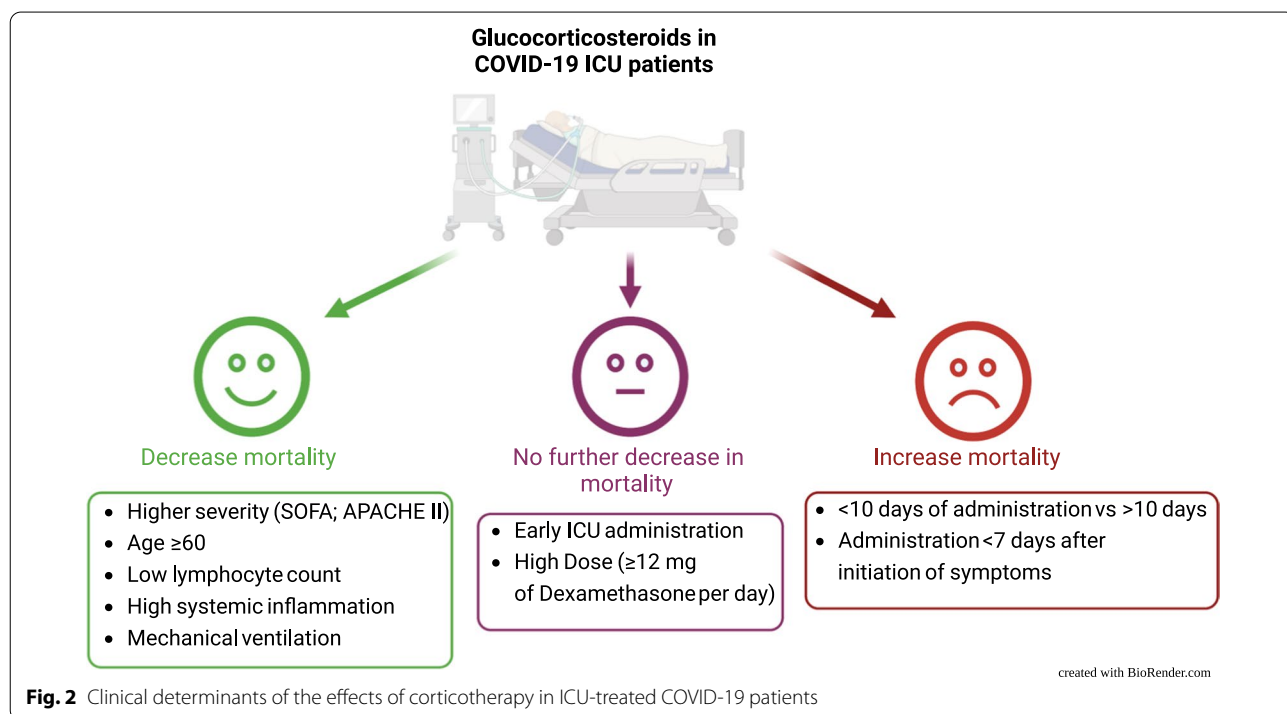 Glucocorticosteroids in
COVID-19 ICU patients
Decrease mortality
• Higher severity (SOFA; APACHE II)
• Age ≥60
• Low lymphocyte count
• High systemic inflammation
• Mechanical ventilation
No further decrease in
mortality
• Early ICU administration
• High Dose (≥12 mg
of Dexamethasone per day)
Increase mortality
• <10 days of administration vs >10 days
• Administration <7 days after
initiation of symptoms
created with BioRender.com
Fig. 2 Clinical determinants of the effects of corticotherapy in ICU-treated COVID-19 patients